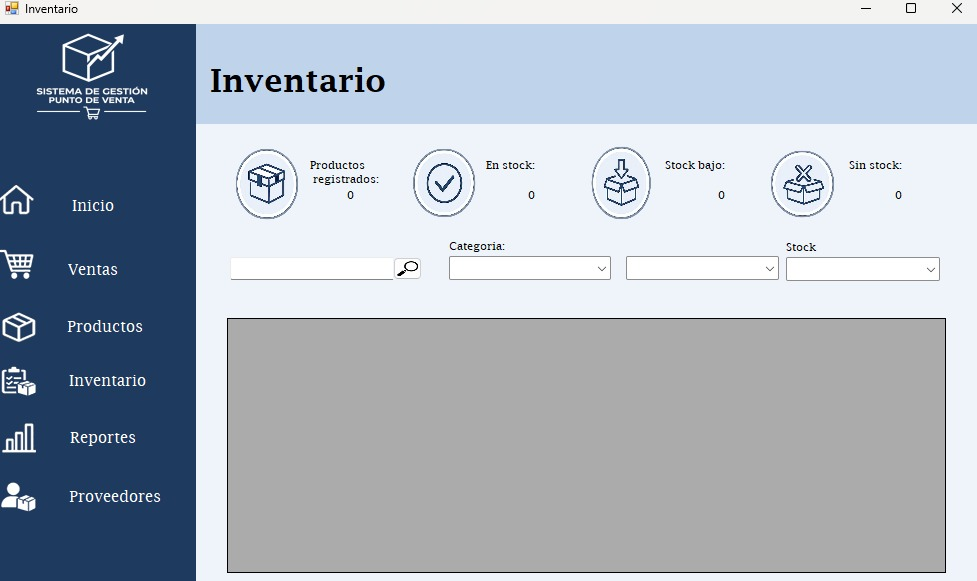 Inventario
SISTEMA DE GESTIÓN
PUNTO DE VENTA
Inventario
Productos
registrados:
0
En stock:
0
Stock bajo:
0
Sin stock:
0
Categoria:
Stock
Inicio
Ventas
Productos
Inventario
Reportes
Proveedores